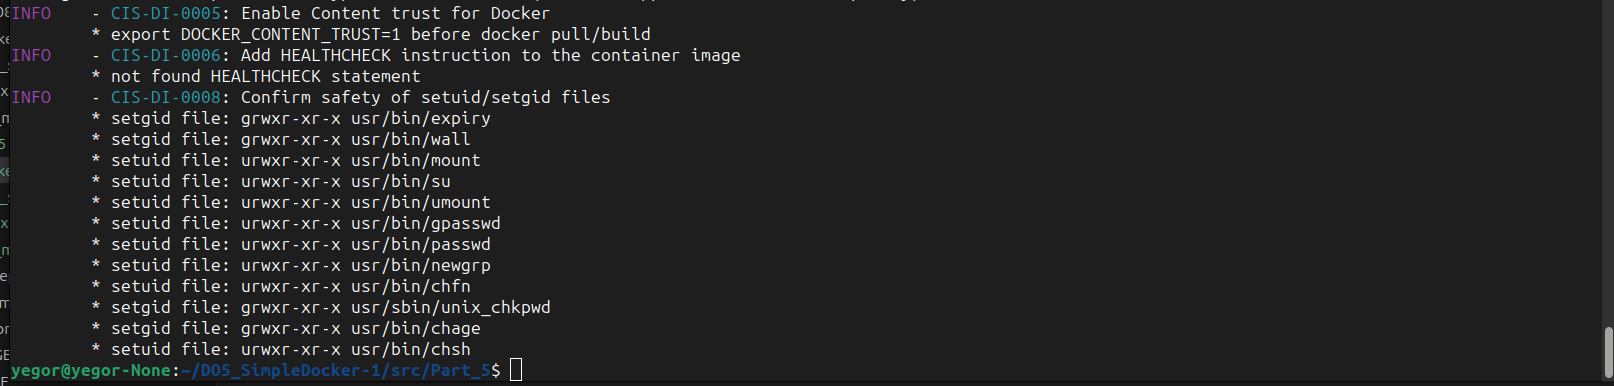 INFO    - CIS-DI-0005: Enable Content trust for Docker
        * export DOCKER_CONTENT_TRUST=1 before docker pull/build
INFO    - CIS-DI-0006: Add HEALTHCHECK instruction to the container image
        * not found HEALTHCHECK statement
INFO    - CIS-DI-0008: Confirm safety of setuid/setgid files
        * setgid file: grwxr-xr-x usr/bin/expiry
        * setgid file: grwxr-xr-x usr/bin/wall
        * setuid file: urwxr-xr-x usr/bin/mount
        * setuid file: urwxr-xr-x usr/bin/su
        * setuid file: urwxr-xr-x usr/bin/umount
        * setuid file: urwxr-xr-x usr/bin/gpasswd
        * setuid file: urwxr-xr-x usr/bin/passwd
        * setuid file: urwxr-xr-x usr/bin/newgrp
        * setuid file: urwxr-xr-x usr/bin/chfn
        * setgid file: grwxr-xr-x usr/sbin/unix_chkpwd
        * setgid file: grwxr-xr-x usr/bin/chage
        * setuid file: urwxr-xr-x usr/bin/chsh
yegor@yegor-None:~/DO5_SimpleDocker-1/src/Part_5$